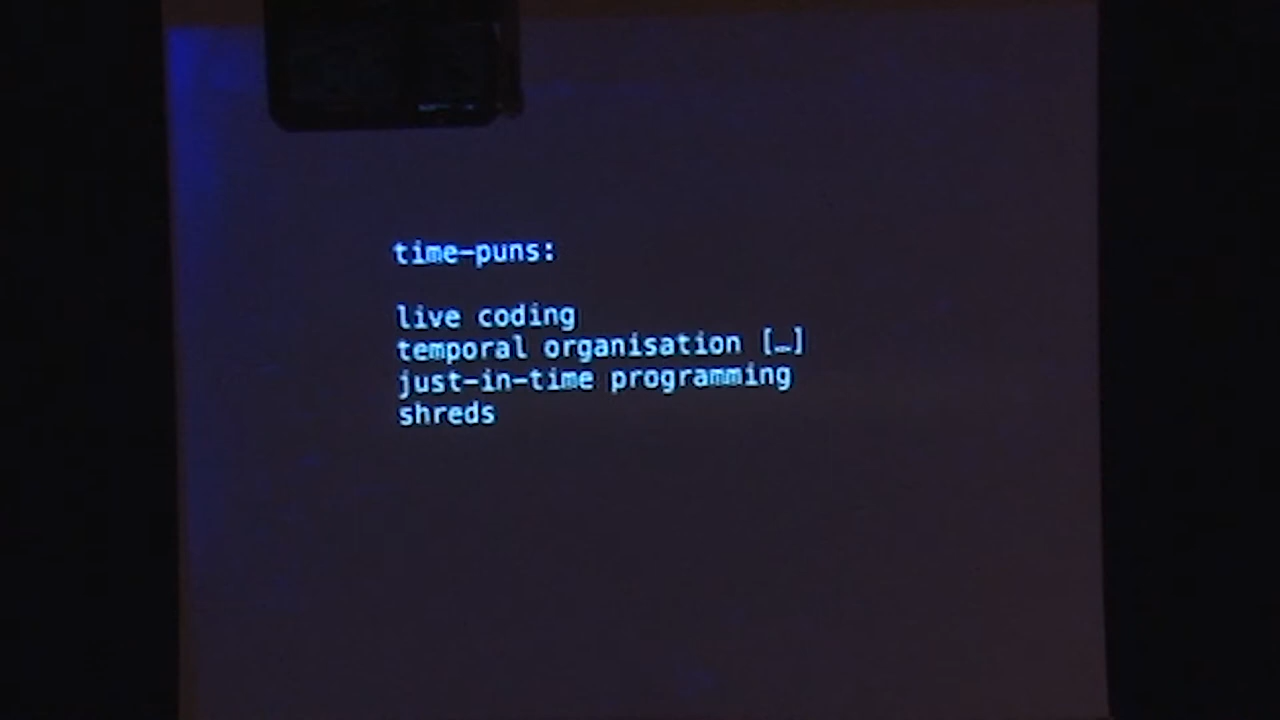 time-puns:
live coding
temporal organisation […]
just-in-time programming
shreds